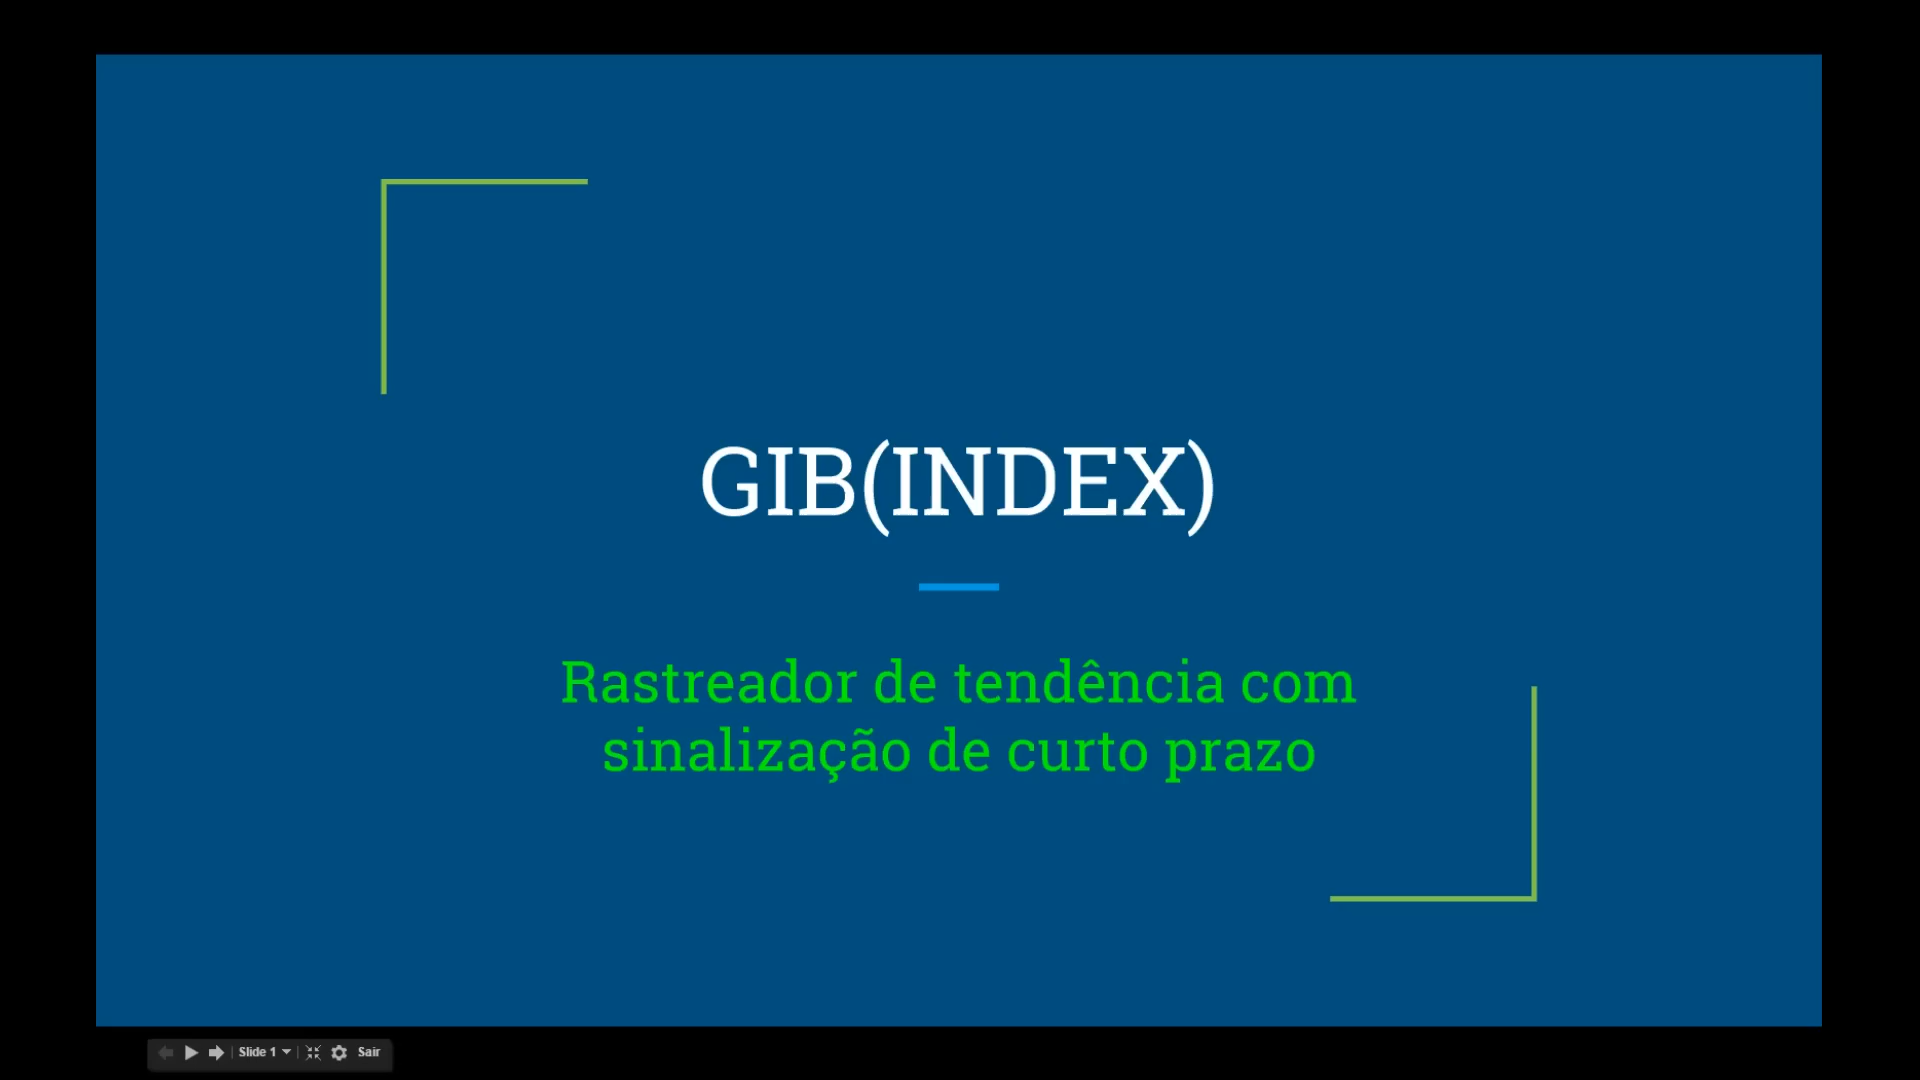 GIB(INDEX)
Rastreador de tendência com
sinalização de curto prazo
Slide 1 Sair